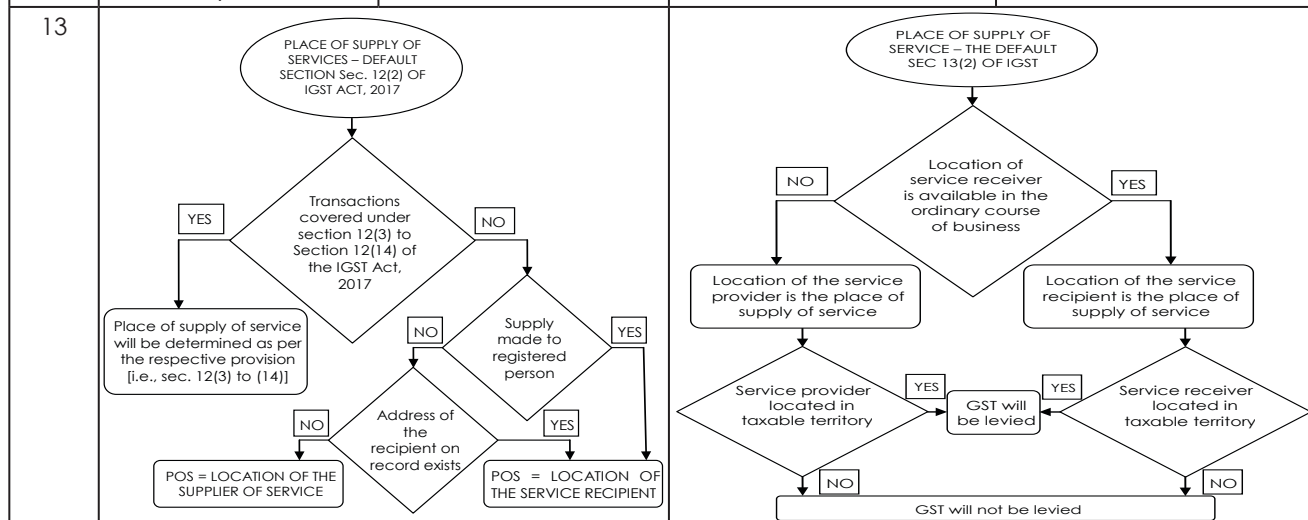 13
PLACE OF SUPPLY OF
SERVICES – DEFAULT
SECTION Sec. 12(2) OF
IGST ACT, 2017
Transactions
covered under
section 12(3) to
Section 12(14) of
the IGST Act,
2017
YES
NO
Place of supply of service
will be determined as per
the respective provision
[i.e., sec. 12(3) to (14)]
Supply
made to
registered
person
NO
YES
Address of
the
recipient on
record exists
NO
YES
POS = LOCATION OF THE
SUPPLIER OF SERVICE
POS = LOCATION OF
THE SERVICE RECIPIENT
PLACE OF SUPPLY OF
SERVICE – THE DEFAULT
SEC 13(2) OF IGST
Location of
service receiver
is available in the
ordinary course
of business
NO
YES
Location of the service
provider is the place of
supply of service
Location of the service
recipient is the place of
supply of service
Service provider
located in
taxable territory
YES
GST will
be levied
YES
Service receiver
located in
taxable territory
NO
NO
GST will not be levied